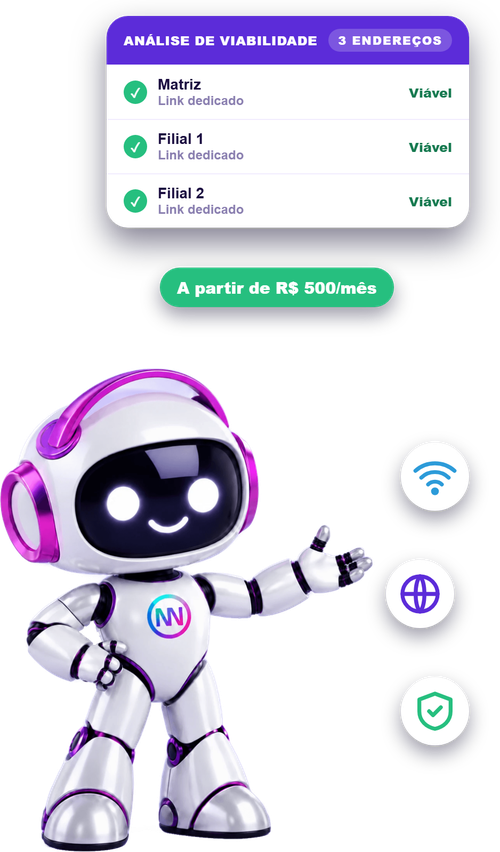 ANÁLISE DE VIABILIDADE 3 ENDEREÇOS
Matriz
Link dedicado
Viável
Filial 1
Link dedicado
Viável
Filial 2
Link dedicado
Viável
A partir de R$ 500/mês